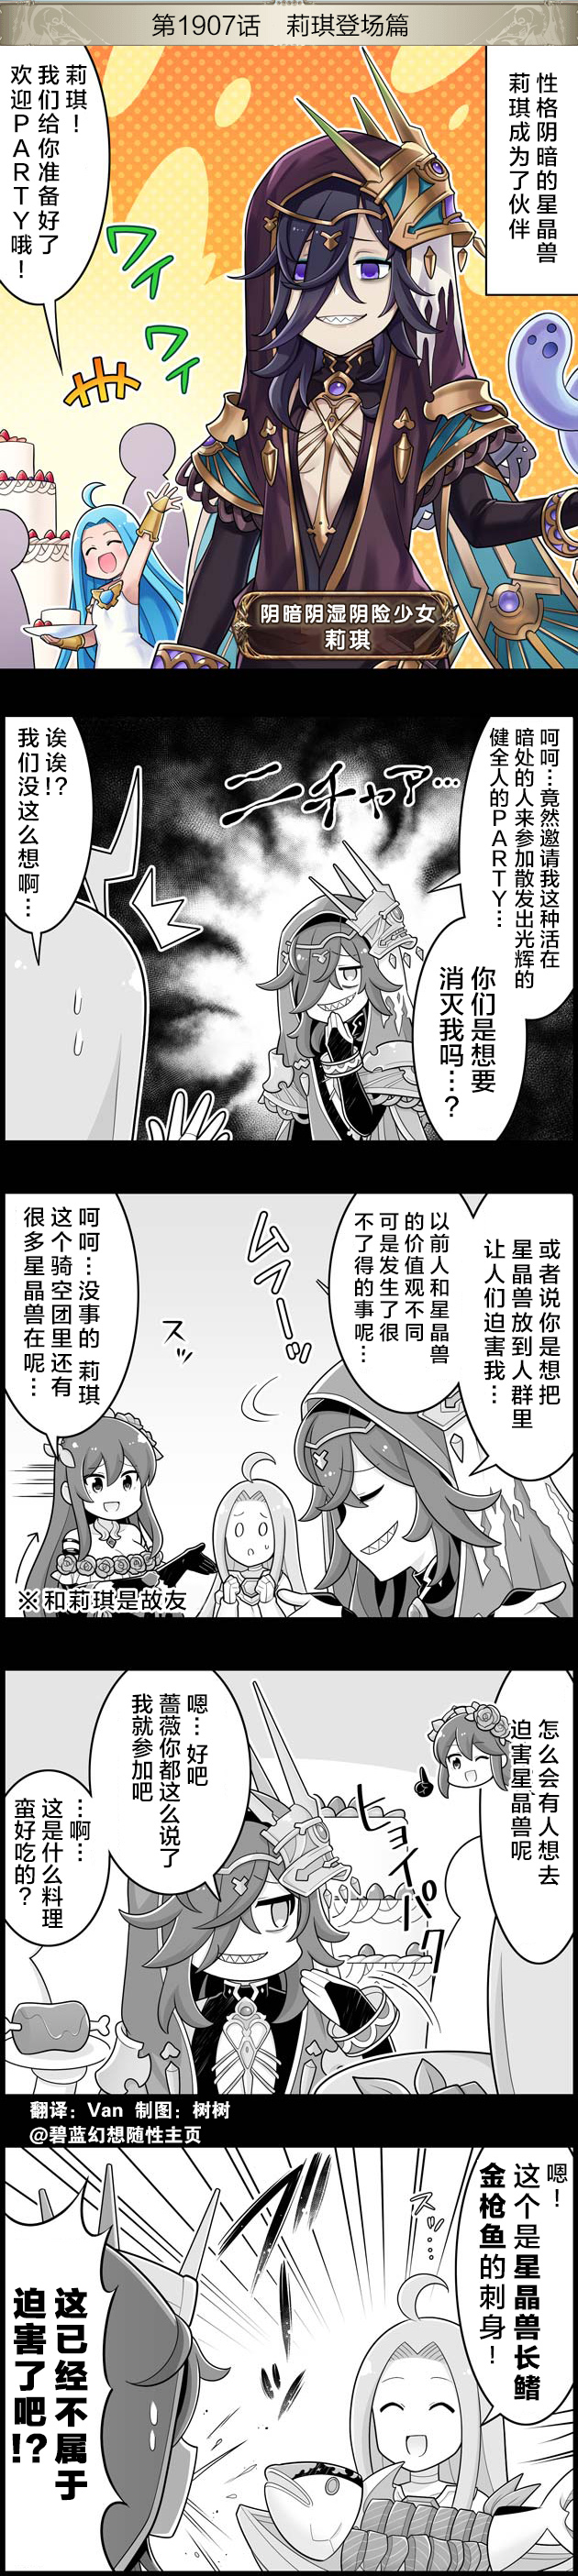 第1907话　莉琪登场篇
性格阴暗的星晶兽
莉琪成为了伙伴
莉琪！
我们给你准备好了
欢迎PARTY哦！
ワイ
ワイ
阴暗阴湿阴险少女
莉琪
呵呵…竟然邀请我这种活在
暗处的人来参加散发出光辉的
健全人的PARTY…
你们是想要
消灭我吗…？
ニチャァ…
诶诶!?
我们没这么想啊…
或者说你是想把
星晶兽放到人群里
让人们迫害我…
以前人和星晶兽
的价值观不同
可是发生了很
不了得的事呢…
ムフーッ
スッ
呵呵…没事的 莉琪
这个骑空团里还有
很多星晶兽在呢…
※和莉琪是故友
怎么会有人想去
迫害星晶兽呢
嗯…好吧
蔷薇你都这么说了
我就参加吧
ヒョイ
パク
…啊…
这是什么料理
蛮好吃的？
翻译：Van 制图：树树
@碧蓝幻想随性主页
嗯！
这个是星晶兽长鳍
金枪鱼的刺身！
スッ…
这已经不属于
迫害了吧!?